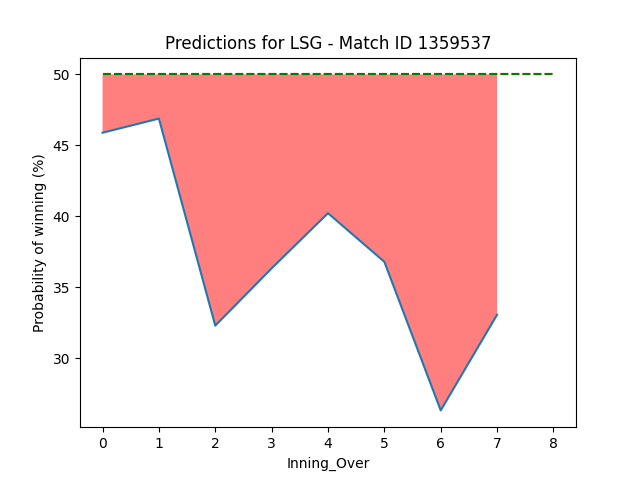 Predictions for LSG - Match ID 1359537
50
45
40
35
30
Probability of winning (%)
0 1 2 3 4 5 6 7 8
Inning_Over